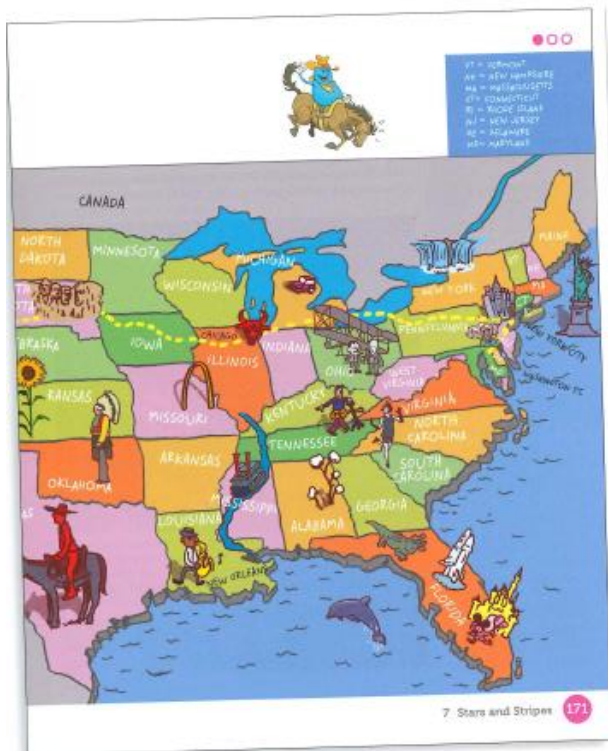 VT = VERMONT
NH = NEW HAMPSHIRE
MA = MASSACHUSETTS
CT = CONNECTICUT
RI = RHODE ISLAND
NJ = NEW JERSEY
DE = DELAWARE
MD = MARYLAND
CANADA
NORTH DAKOTA
MINNESOTA
WISCONSIN
MICHIGAN
NEW YORK
VT
NH
MAINE
MA
CT
IOWA
CHICAGO
ILLINOIS
INDIANA
OHIO
PENNSYLVANIA
NEW YORK CITY
WASHINGTON DC
WEST VIRGINIA
VIRGINIA
KANSAS
MISSOURI
KENTUCKY
TENNESSEE
NORTH CAROLINA
SOUTH CAROLINA
OKLAHOMA
ARKANSAS
MISSISSIPPI
ALABAMA
GEORGIA
LOUISIANA
NEW ORLEANS
FLORIDA
7 Stars and Stripes 171